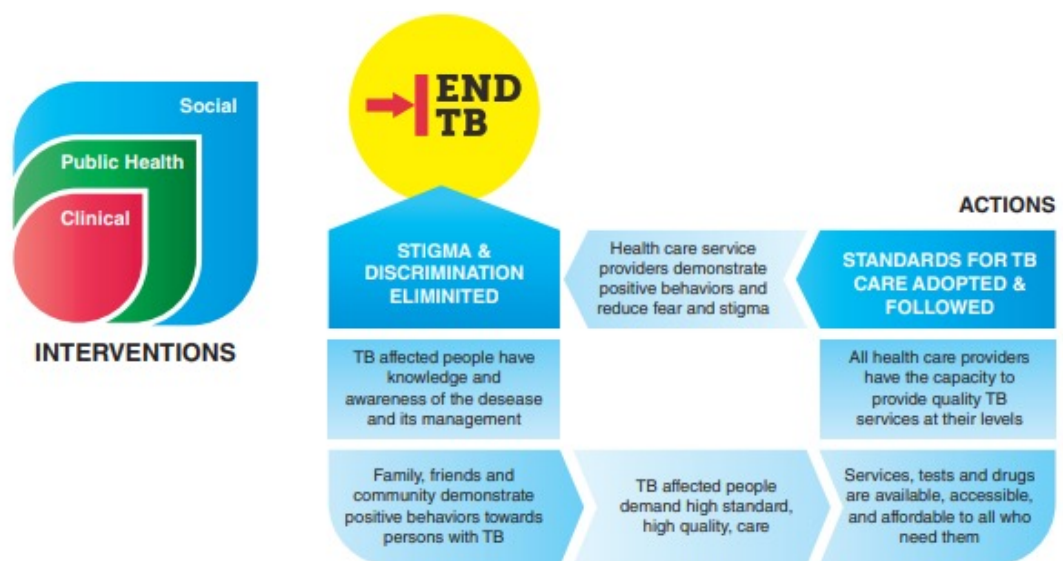 Social
Public Health
Clinical
INTERVENTIONS
END
TB
ACTIONS
STIGMA &
DISCRIMINATION
ELIMINITED
Health care service
providers demonstrate
positive behaviors and
reduce fear and stigma
STANDARDS FOR TB
CARE ADOPTED &
FOLLOWED
TB affected people have
knowledge and
awareness of the desease
and its management
All health care providers
have the capacity to
provide quality TB
services at their levels
Family, friends and
community demonstrate
positive behaviors towards
persons with TB
TB affected people
demand high standard,
high quality, care
Services, tests and drugs
are available, accessible,
and affordable to all who
need them